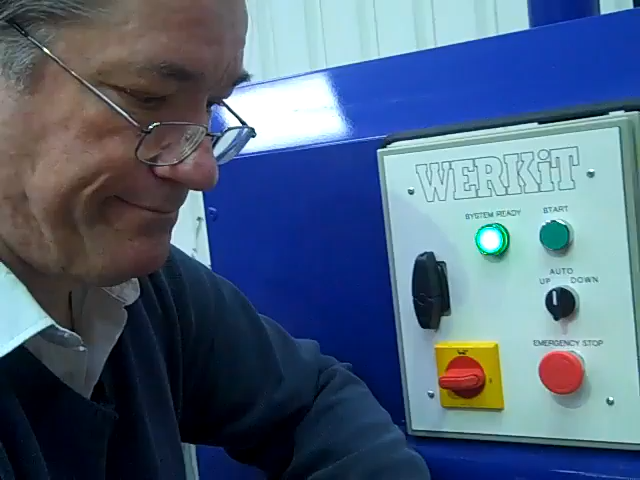 WERKiT
SYSTEM READY
START
AUTO
UP DOWN
EMERGENCY STOP